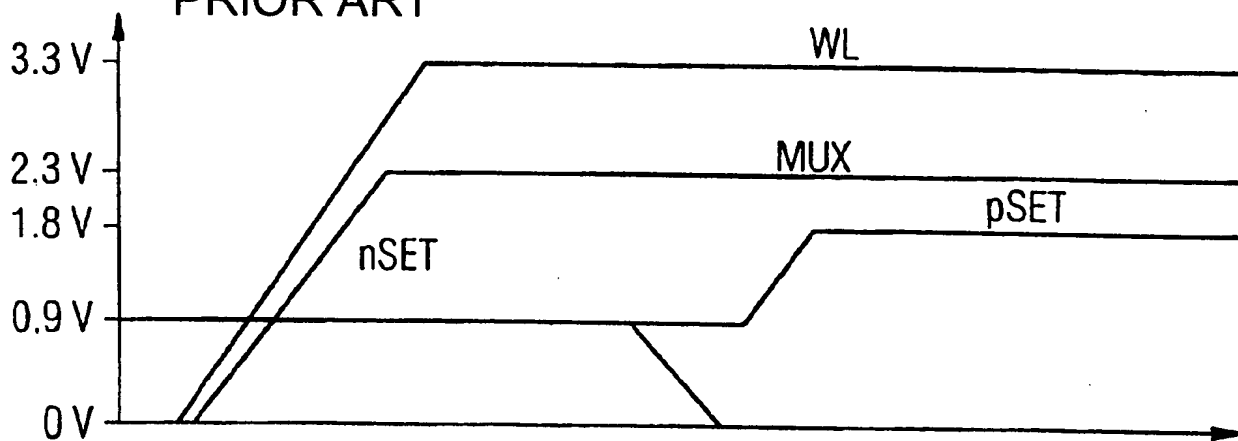 PRIOR ART
3.3 V
WL
2.3 V
MUX
1.8 V
pSET
nSET
0.9 V
0 V